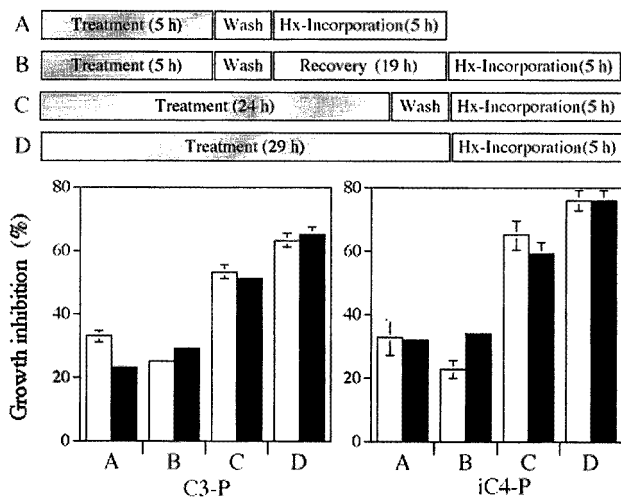 A Treatment (5 h) Wash Hx-Incorporation (5 h)
B Treatment (5 h) Wash Recovery (19 h) Hx-Incorporation(5 h)
C Treatment (24 h) Wash Hx-Incorporation (5 h)
D Treatment (29 h) Hx-Incorporation(5 h)
Growth inhibition (%)
80
60
40
20
0
A B C D
C3-P
80
60
40
20
0
A B C D
iC4-P